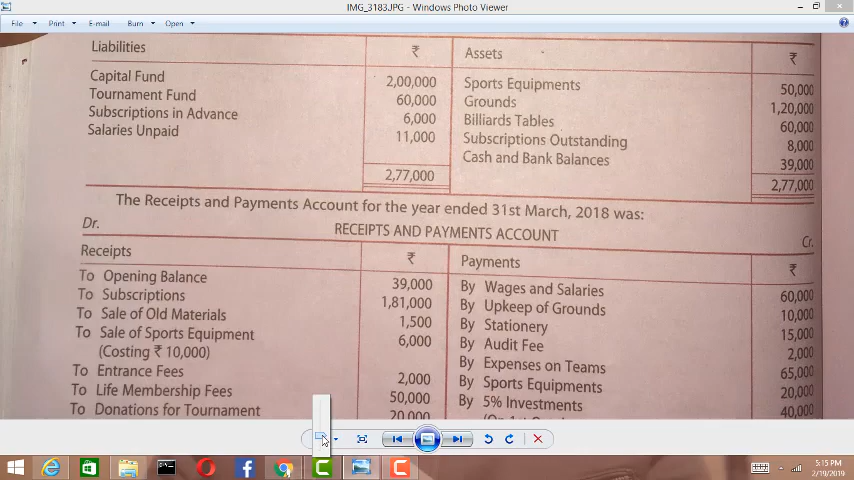 IMG_3183.JPG - Windows Photo Viewer
File Print E-mail Burn Open
Liabilities ₹ Assets ₹
Capital Fund 2,00,000 Sports Equipments 50,000
Tournament Fund 60,000 Grounds 1,20,000
Subscriptions in Advance 6,000 Billiards Tables 60,000
Salaries Unpaid 11,000 Subscriptions Outstanding 8,000
Cash and Bank Balances 39,000
2,77,000 2,77,000
The Receipts and Payments Account for the year ended 31st March, 2018 was:
Dr. RECEIPTS AND PAYMENTS ACCOUNT Cr.
Receipts ₹ Payments ₹
To Opening Balance 39,000 By Wages and Salaries 60,000
To Subscriptions 1,81,000 By Upkeep of Grounds 10,000
To Sale of Old Materials 1,500 By Stationery 15,000
To Sale of Sports Equipment 6,000 By Audit Fee 2,000
(Costing ₹ 10,000) By Expenses on Teams 65,000
To Entrance Fees 2,000 By Sports Equipments 20,000
To Life Membership Fees 50,000 By 5% Investments 40,000
To Donations for Tournament 20,000
5:15 PM
2/19/2019